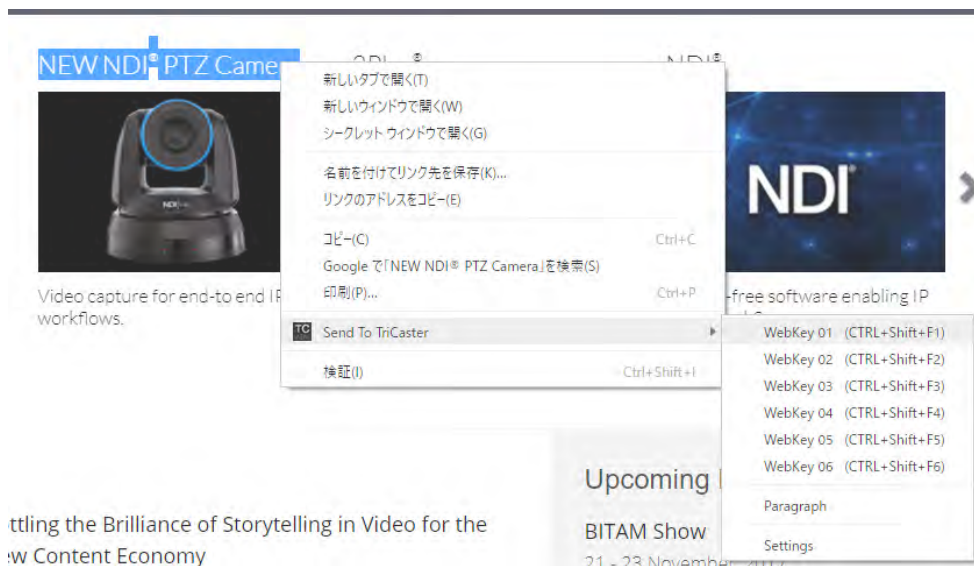 NEW NDI® PTZ Came
NDI®
新しいタブで開く(T)
新しいウィンドウで開く(W)
シークレット ウィンドウで開く(G)
名前を付けてリンク先を保存(K)...
リンクのアドレスをコピー(E)
コピー(C) Ctrl+C
Google で「NEW NDI® PTZ Camera」を検索(S)
印刷(P)... Ctrl+P
TC Send To TriCaster
検証(I) Ctrl+Shift+I
NDI
NDI
Video capture for end-to end IP
workflows.
-free software enabling IP
WebKey 01 (CTRL+Shift+F1)
WebKey 02 (CTRL+Shift+F2)
WebKey 03 (CTRL+Shift+F3)
WebKey 04 (CTRL+Shift+F4)
WebKey 05 (CTRL+Shift+F5)
WebKey 06 (CTRL+Shift+F6)
Paragraph
Settings
Upcoming
BITAM Show
21 - 23 November, 2017
ttling the Brilliance of Storytelling in Video for the
ew Content Economy